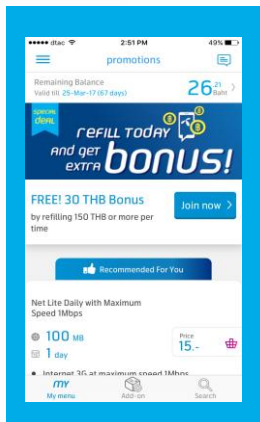 dtac 2:51 PM 49%
promotions
Remaining Balance
Valid till 25-Mar-17 (67 days)
26.21 Baht
SPECIAL
DEAL
REFILL TODAY
AND GET
EXTRA BONUS!
FREE! 30 THB Bonus
by refilling 150 THB or more per
time
Join now
Recommended For You
Net Lite Daily with Maximum
Speed 1Mbps
100 MB
1 day
Price
15.-
Internet 3G at maximum speed 1Mbps
my
My menu Add-on Search